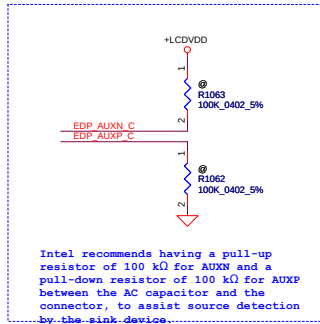 +LCDVDD
1
@
R1063
100K_0402_5%
2
EDP_AUXN_C
EDP_AUXP_C
1
@
R1062
100K_0402_5%
2
Intel recommends having a pull-up
resistor of 100 kΩ for AUXN and a
pull-down resistor of 100 kΩ for AUXP
between the AC capacitor and the
connector, to assist source detection
by the sink device.